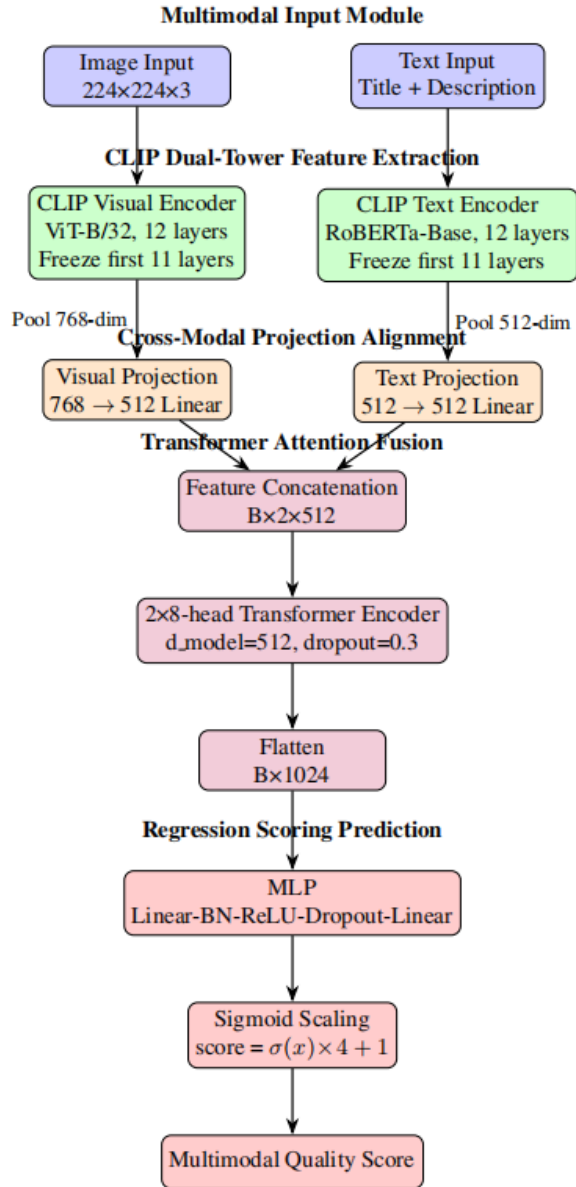 Multimodal Input Module
Image Input
224×224×3
Text Input
Title + Description
CLIP Dual-Tower Feature Extraction
CLIP Visual Encoder
ViT-B/32, 12 layers
Freeze first 11 layers
CLIP Text Encoder
RoBERTa-Base, 12 layers
Freeze first 11 layers
Pool 768-dim
Pool 512-dim
Cross-Modal Projection Alignment
Visual Projection
768 → 512 Linear
Text Projection
512 → 512 Linear
Transformer Attention Fusion
Feature Concatenation
B×2×512
2×8-head Transformer Encoder
d_model=512, dropout=0.3
Flatten
B×1024
Regression Scoring Prediction
MLP
Linear-BN-ReLU-Dropout-Linear
Sigmoid Scaling
score = σ(x)×4 + 1
Multimodal Quality Score